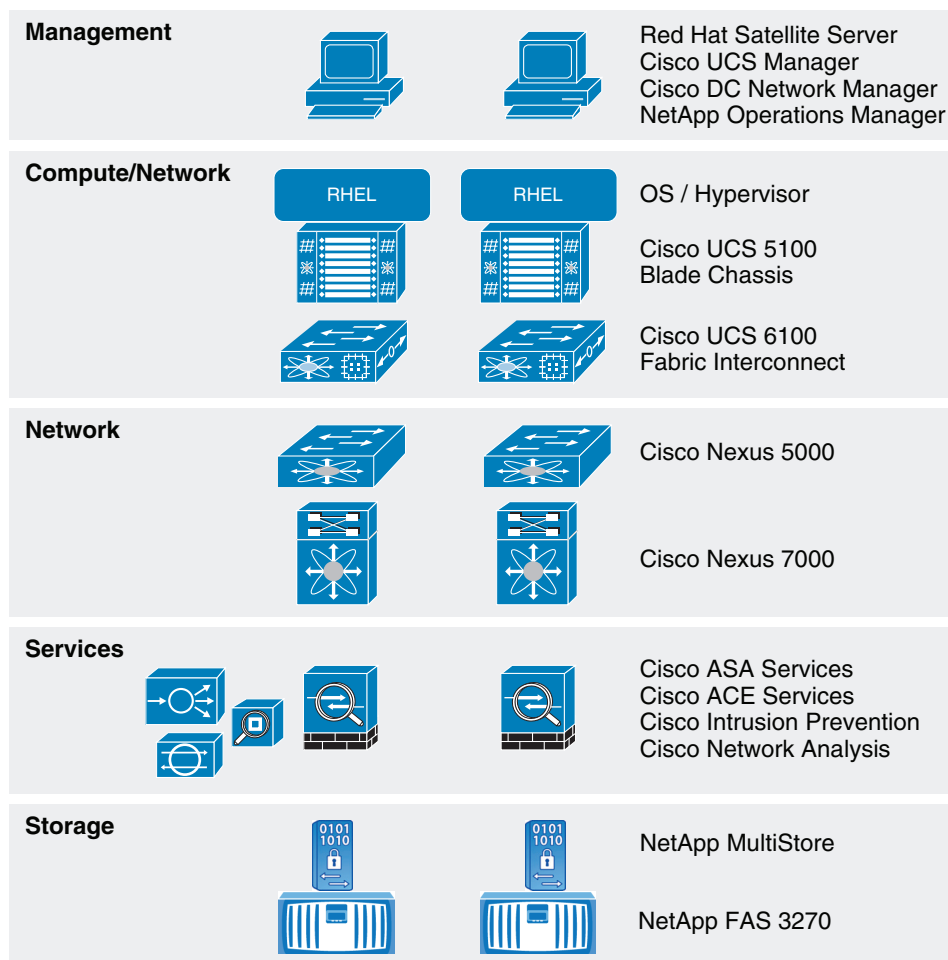 Management
Red Hat Satellite Server
Cisco UCS Manager
Cisco DC Network Manager
NetApp Operations Manager
Compute/Network
RHEL
RHEL
OS / Hypervisor
Cisco UCS 5100
Blade Chassis
Cisco UCS 6100
Fabric Interconnect
Network
Cisco Nexus 5000
Cisco Nexus 7000
Services
Cisco ASA Services
Cisco ACE Services
Cisco Intrusion Prevention
Cisco Network Analysis
Storage
0101
1010
0101
1010
NetApp MultiStore
NetApp FAS 3270